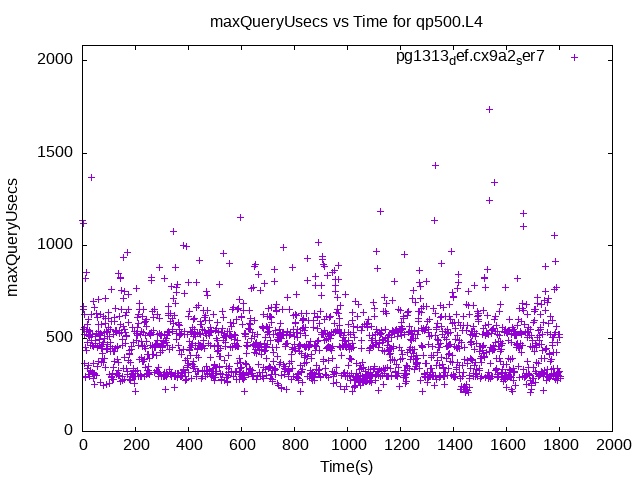 maxQueryUsecs vs Time for qp500.L4
pg1313def.cx9a2ser7
maxQueryUsecs
2000
1500
1000
500
0
0 200 400 600 800 1000 1200 1400 1600 1800 2000
Time(s)